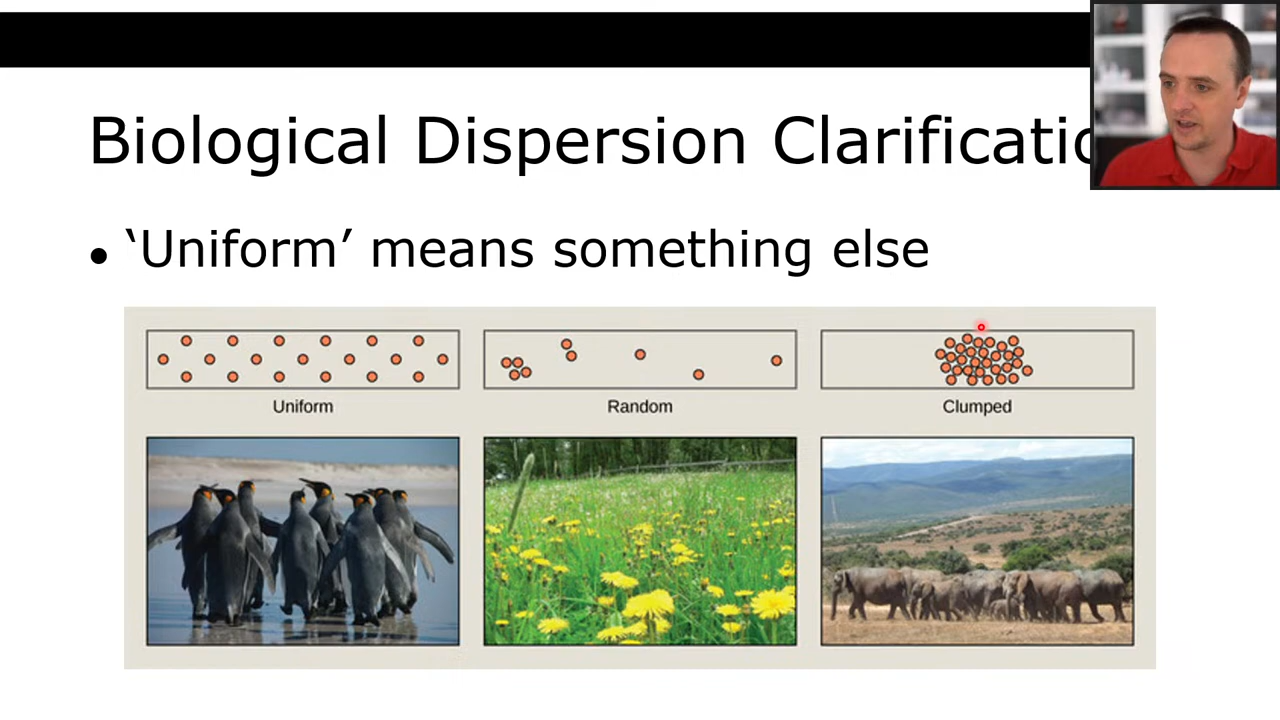 Biological Dispersion Clarificatio
• ‘Uniform’ means something else
Uniform Random Clumped